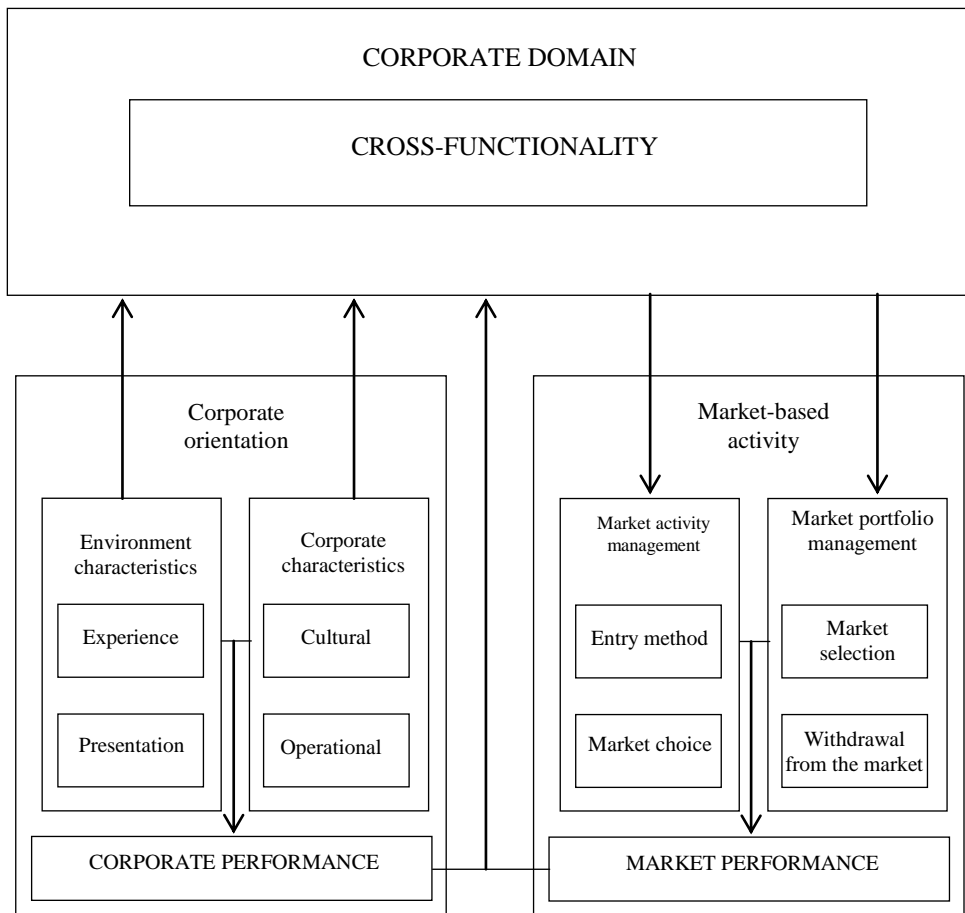 CORPORATE DOMAIN
CROSS-FUNCTIONALITY
Corporate
orientation
Environment
characteristics
Experience
Presentation
Corporate
characteristics
Cultural
Operational
CORPORATE PERFORMANCE
Market-based
activity
Market activity
management
Entry method
Market choice
Market portfolio
management
Market
selection
Withdrawal
from the market
MARKET PERFORMANCE